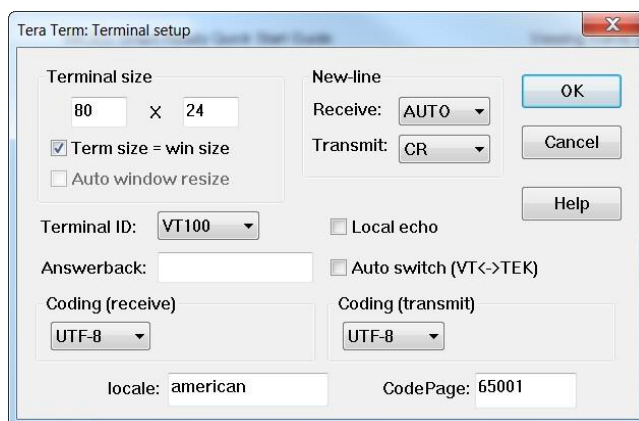 Tera Term: Terminal setup
Terminal size
80 X 24
Term size = win size
Auto window resize
New-line
Receive: AUTO
Transmit: CR
OK
Cancel
Help
Terminal ID: VT100
Local echo
Answerback:
Auto switch (VT<->TEK)
Coding (receive)
UTF-8
Coding (transmit)
UTF-8
locale: american
CodePage: 65001